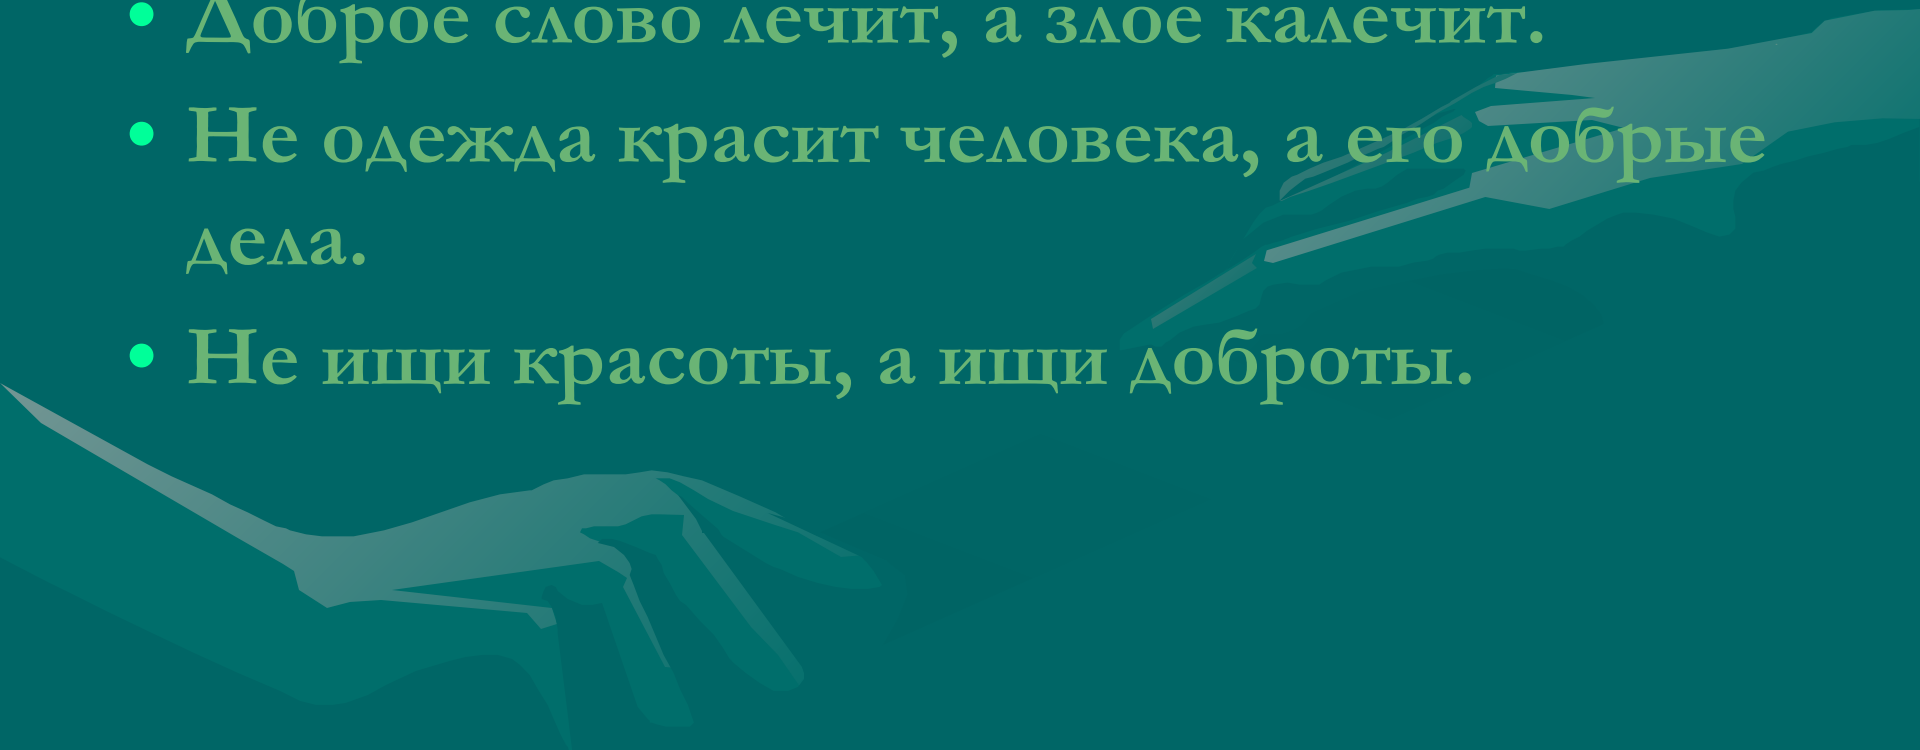 • Доброе слово лечит, а злое калечит.
• Не одежда красит человека, а его добрые
дела.
• Не ищи красоты, а ищи доброты.